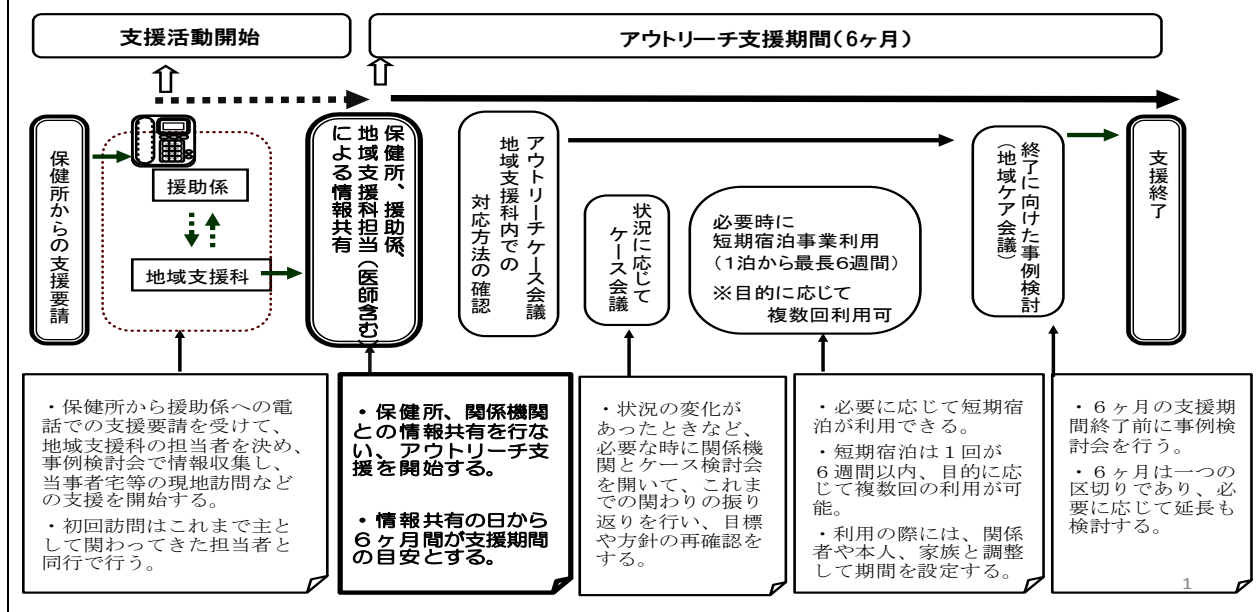 支援活動開始
アウトリーチ支援期間(6ヶ月)
保健所からの支援要請
援助係
地域支援科
保健所、援助係、
地域支援科担当(医師含む)
による情報共有
アウトリーチケース会議
地域支援科内での
対応方法の確認
状況に応じて
ケース会議
必要時に
短期宿泊事業利用
(1泊から最長6週間)
※目的に応じて
複数回利用可
終了に向けた事例検討
(地域ケア会議)
支援終了
・保健所から援助係への電
話での支援要請を受けて、
地域支援科の担当者を決め、
事例検討会で情報収集し、
当事者宅等の現地訪問など
の支援を開始する。
・初回訪問はこれまで主と
して関わってきた担当者と
同行で行う。
・保健所、関係機関
との情報共有を行な
い、アウトリーチ支
援を開始する。
・情報共有の日から
6ヶ月間が支援期間
の目安とする。
・状況の変化が
あったときなど、
必要な時に関係機
関とケース検討会
を開いて、これま
での関わりの振り
返りを行い、目標
や方針の再確認を
する。
・必要に応じて短期宿
泊が利用できる。
・短期宿泊は1回が
6週間以内、目的に応
じて複数回の利用が可
能。
・利用の際には、関係
者や本人、家族と調整
して期間を設定する。
・6ヶ月の支援期
間終了前に事例検
討会を行う。
・6ヶ月は一つの
区切りであり、必
要に応じて延長も
検討する。
1